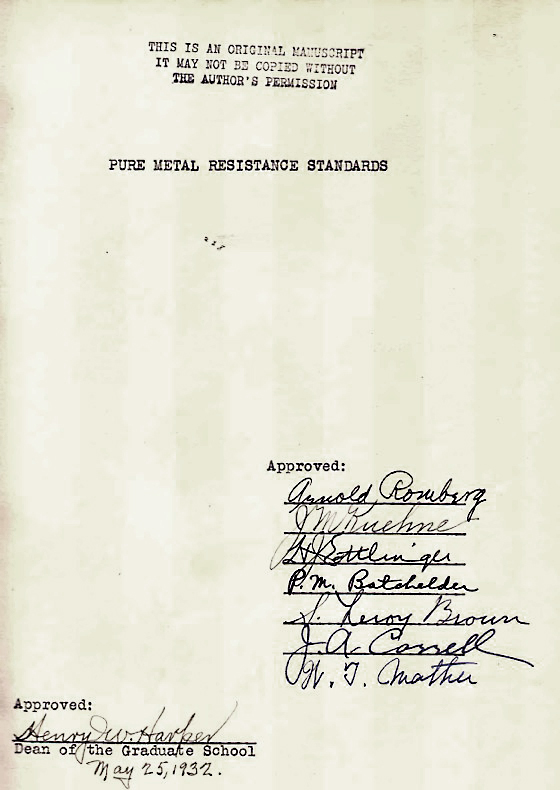 THIS IS AN ORIGINAL MANUSCRIPT
IT MAY NOT BE COPIED WITHOUT
THE AUTHOR'S PERMISSION
PURE METAL RESISTANCE STANDARDS
Approved:
Arnold Romberg
J M Kuehne
H J Ettlinger
P. M. Batchelder
S. Leroy Brown
J. A. Correll
W. T. Mather
Approved:
Henry W. Harper
Dean of the Graduate School
May 25, 1932.